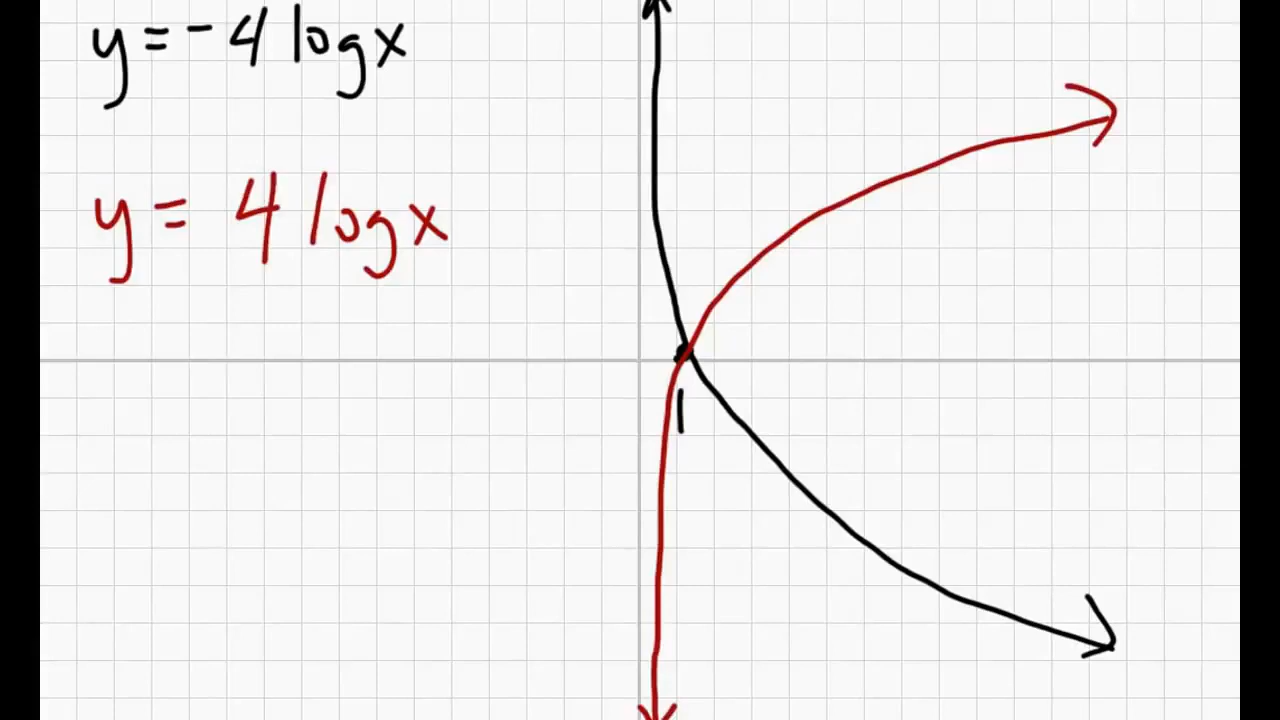 y = -4 log x
y = 4 log x
1